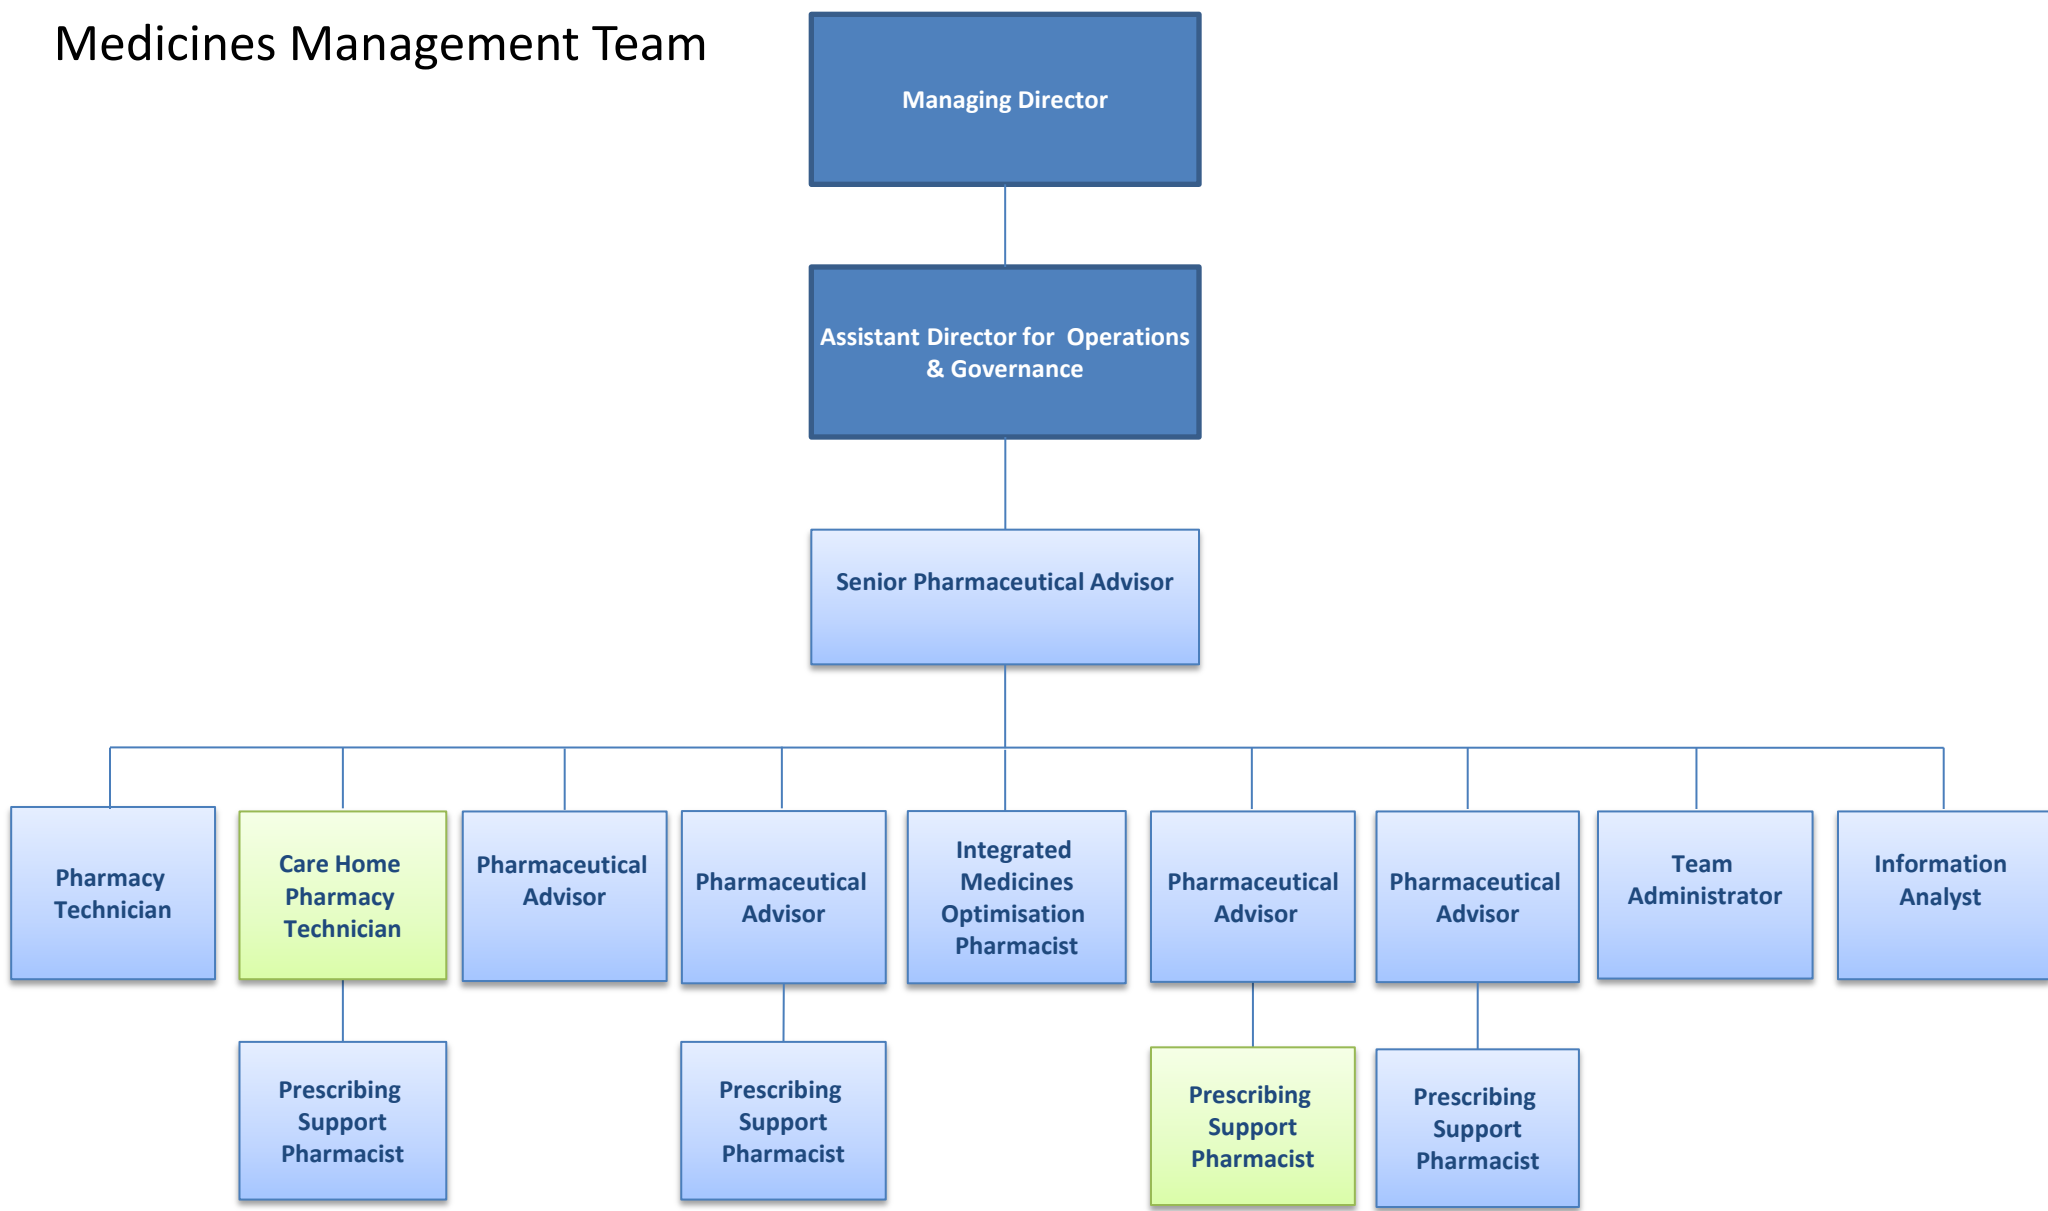 Medicines Management Team
Managing Director
Assistant Director for Operations
& Governance
Senior Pharmaceutical Advisor
Pharmacy
Technician
Care Home
Pharmacy
Technician
Pharmaceutical
Advisor
Pharmaceutical
Advisor
Integrated
Medicines
Optimisation
Pharmacist
Pharmaceutical
Advisor
Pharmaceutical
Advisor
Team
Administrator
Information
Analyst
Prescribing
Support
Pharmacist
Prescribing
Support
Pharmacist
Prescribing
Support
Pharmacist
Prescribing
Support
Pharmacist